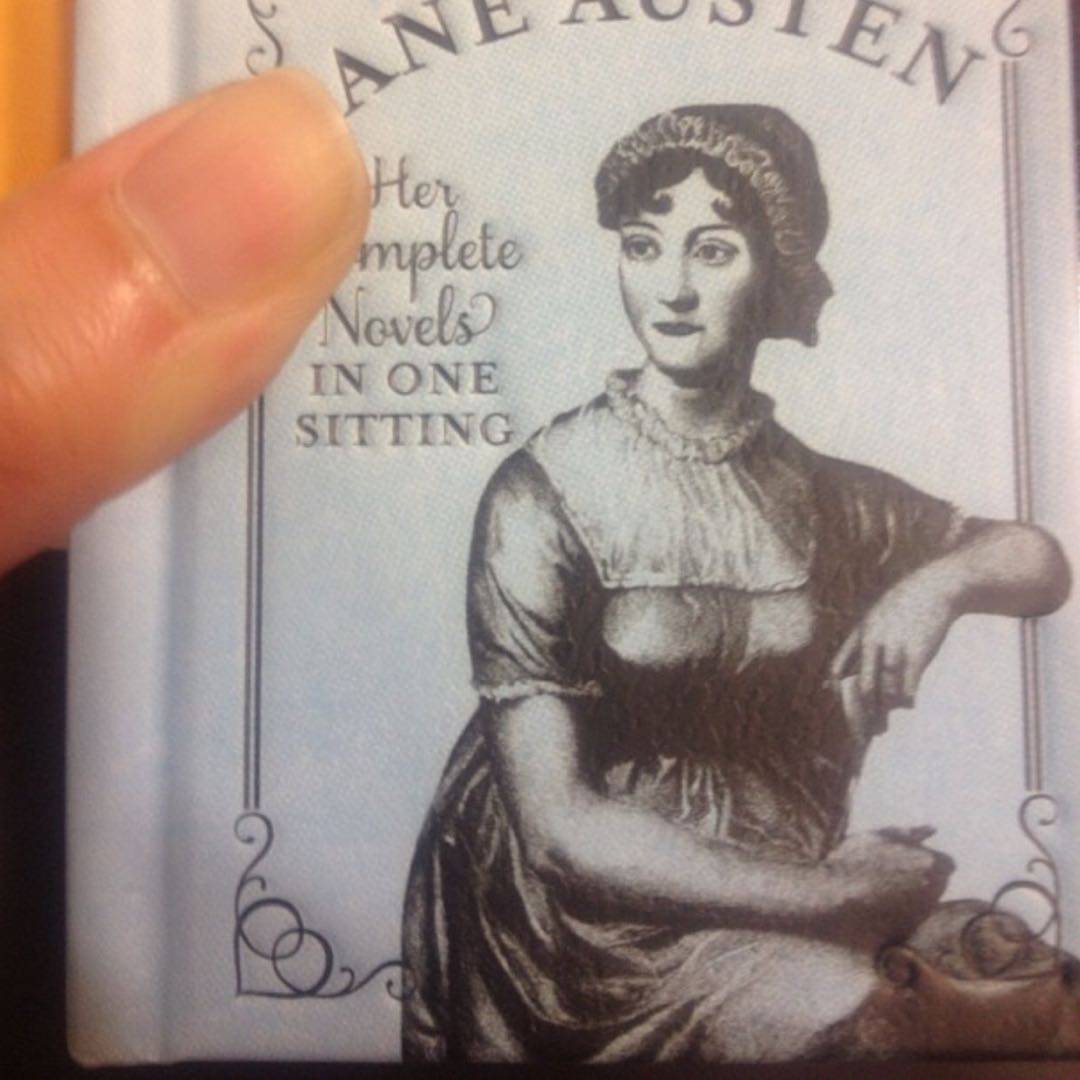 ANE AUSTEN
Her
mplete
Novels
IN ONE
SITTING